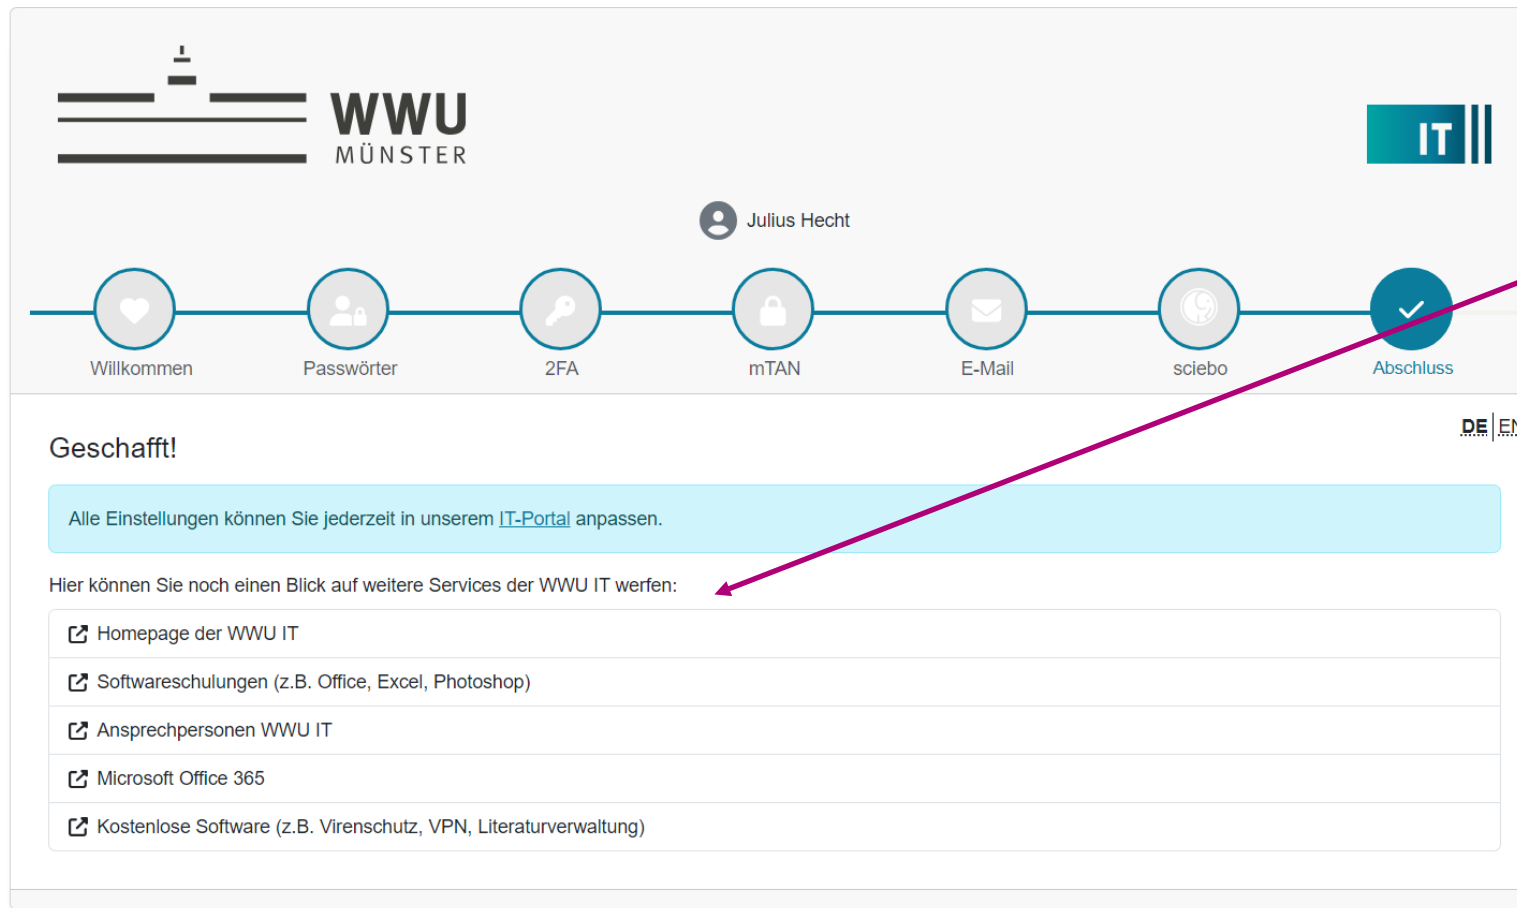 WWU
MÜNSTER
IT
Julius Hecht
Willkommen
Passwörter
2FA
mTAN
E-Mail
sciebo
Abschluss
DE
Geschafft!
Alle Einstellungen können Sie jederzeit in unserem IT-Portal anpassen.
Hier können Sie noch einen Blick auf weitere Services der WWU IT werfen:
Homepage der WWU IT
Softwareschulungen (z.B. Office, Excel, Photoshop)
Ansprechpersonen WWU IT
Microsoft Office 365
Kostenlose Software (z.B. Virenschutz, VPN, Literaturverwaltung)